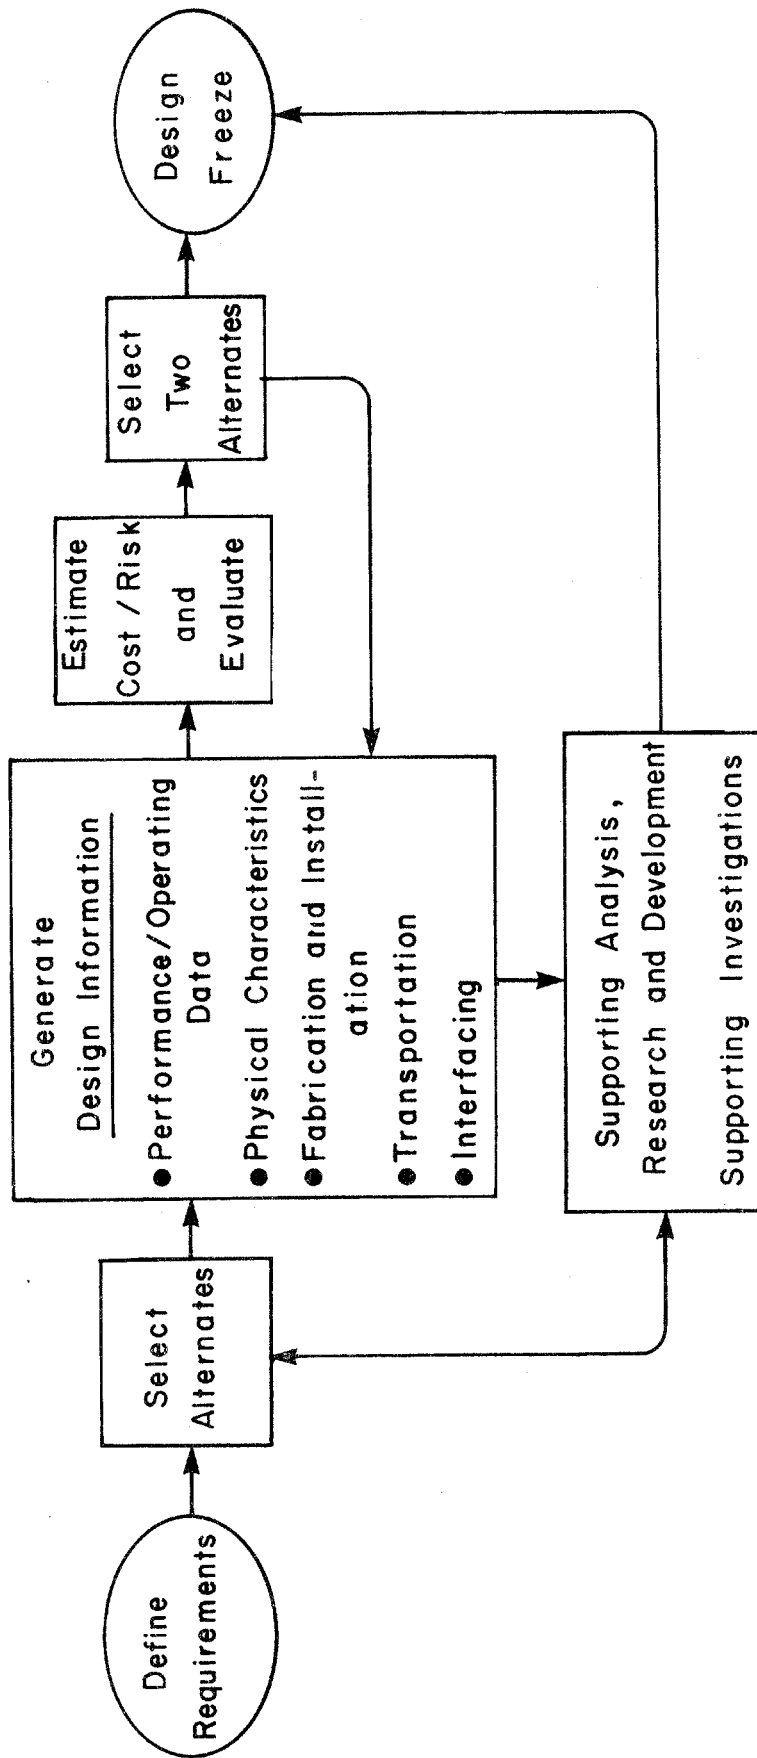 Define
Requirements
Select
Alternates
Generate
Design Information
●Performance/Operating
Data
●Physical Characteristics
●Fabrication and Install-
ation
●Transportation
●Interfacing
Estimate
Cost / Risk
and
Evaluate
Select
Two
Alternates
Design
Freeze
Supporting Analysis,
Research and Development
Supporting Investigations